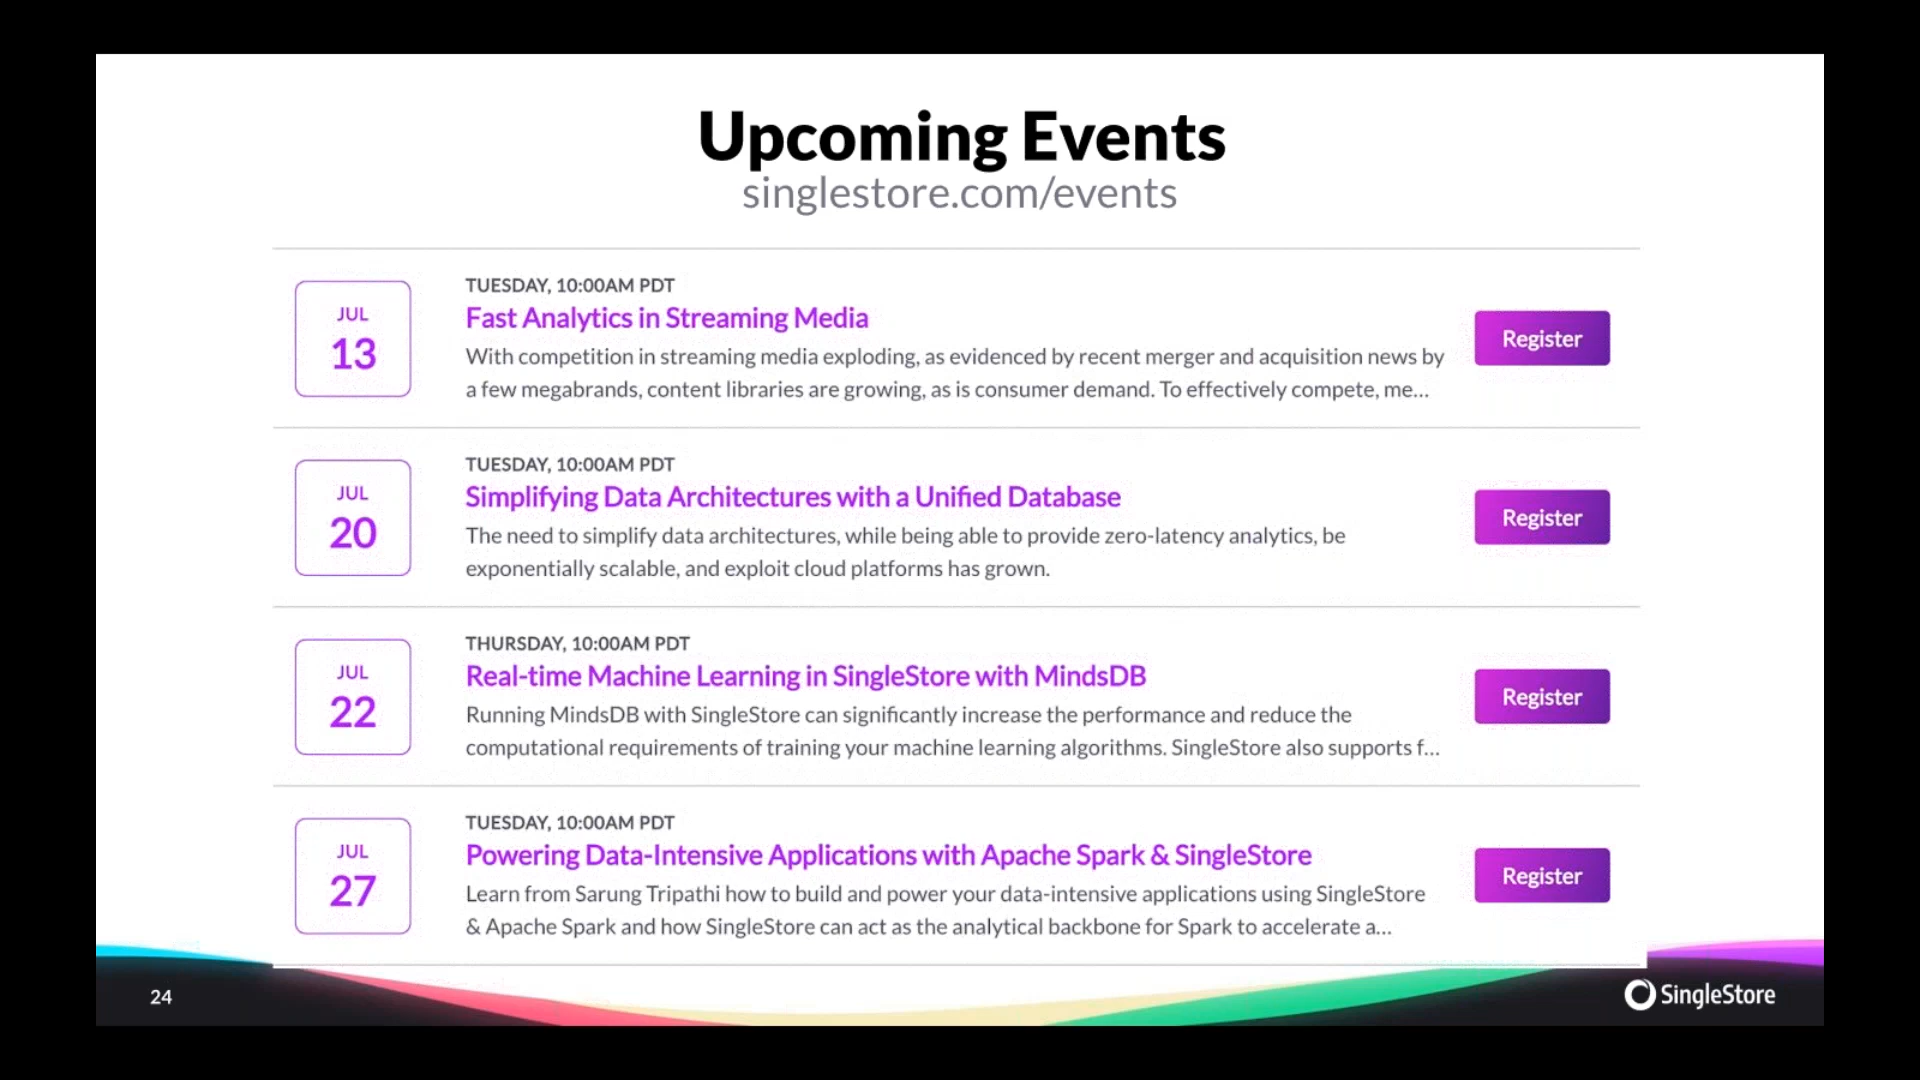 Upcoming Events
singlestore.com/events
JUL
13
TUESDAY, 10:00AM PDT
Fast Analytics in Streaming Media
With competition in streaming media exploding, as evidenced by recent merger and acquisition news by
a few megabrands, content libraries are growing, as is consumer demand. To effectively compete, me...
Register
JUL
20
TUESDAY, 10:00AM PDT
Simplifying Data Architectures with a Unified Database
The need to simplify data architectures, while being able to provide zero-latency analytics, be
exponentially scalable, and exploit cloud platforms has grown.
Register
JUL
22
THURSDAY, 10:00AM PDT
Real-time Machine Learning in SingleStore with MindsDB
Running MindsDB with SingleStore can significantly increase the performance and reduce the
computational requirements of training your machine learning algorithms. SingleStore also supports f...
Register
JUL
27
TUESDAY, 10:00AM PDT
Powering Data-Intensive Applications with Apache Spark & SingleStore
Learn from Sarung Tripathi how to build and power your data-intensive applications using SingleStore
& Apache Spark and how SingleStore can act as the analytical backbone for Spark to accelerate a...
Register
24
SingleStore